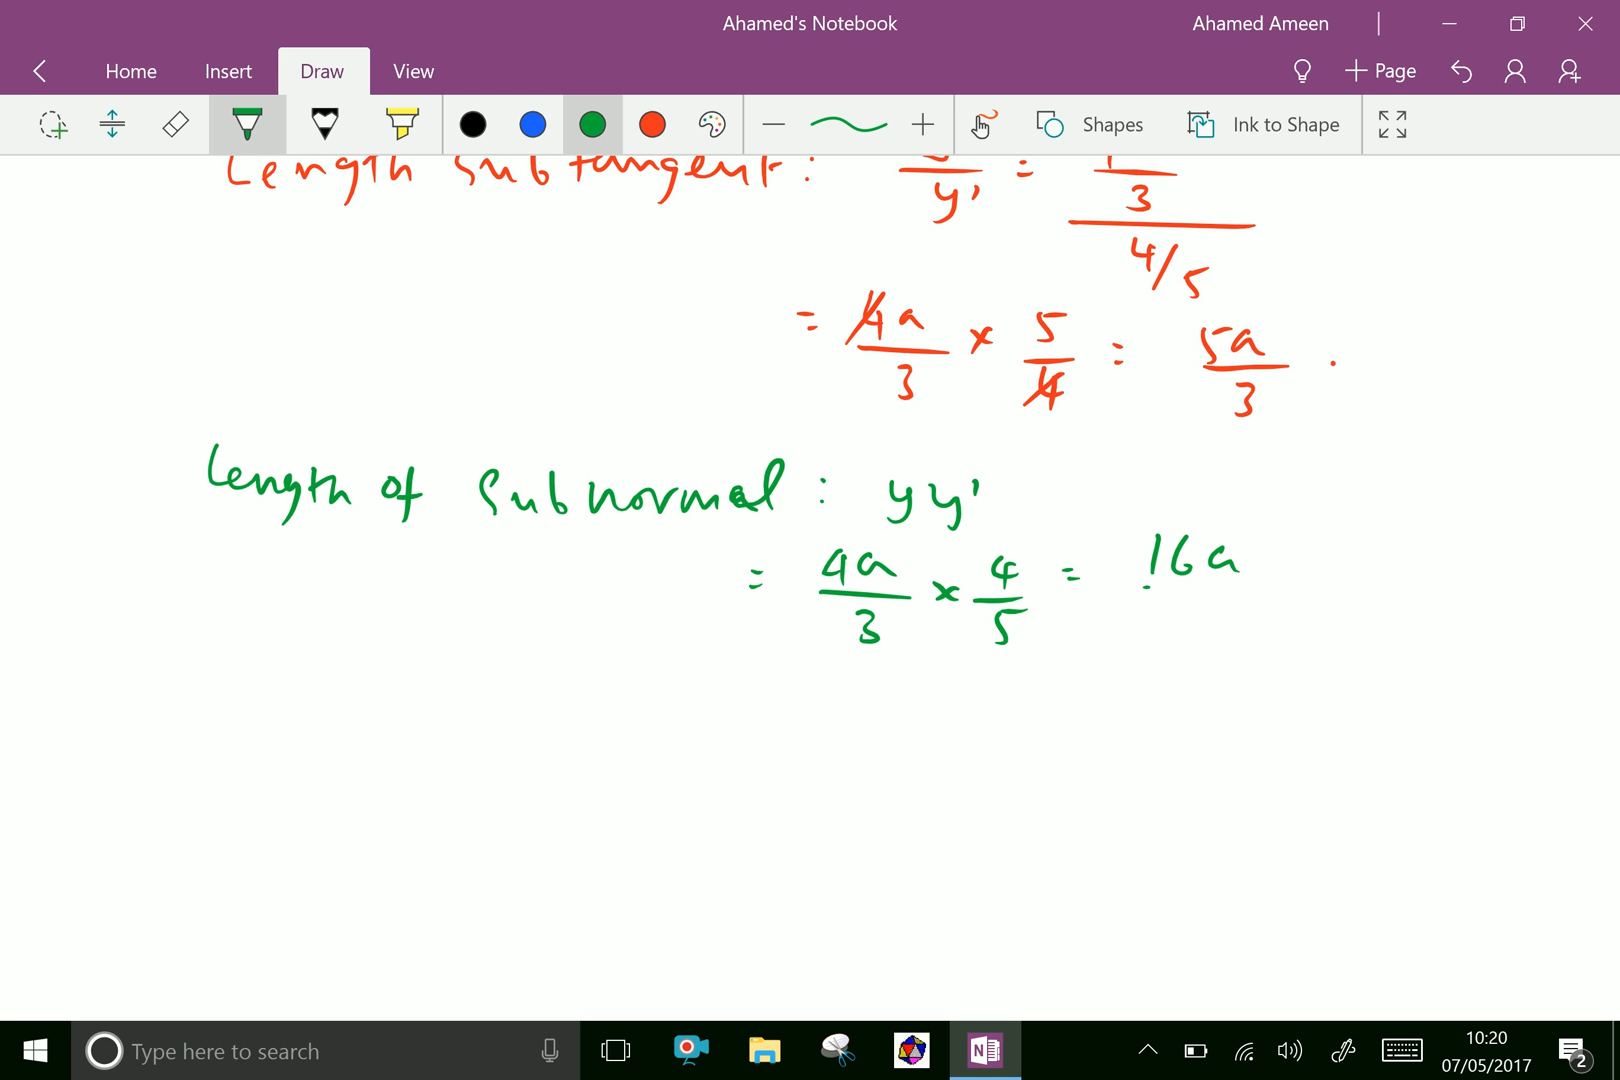 Ahamed's Notebook
Ahamed Ameen
Home Insert Draw View
Page
Shapes Ink to Shape
Length Subtangent : / y' = / 3 / 4/5
= 4a/3 × 5/4 = 5a/3 .
Length of Subnormal : yy'
= 4a/3 × 4/5 = 16a
Type here to search
10:20
07/05/2017
2